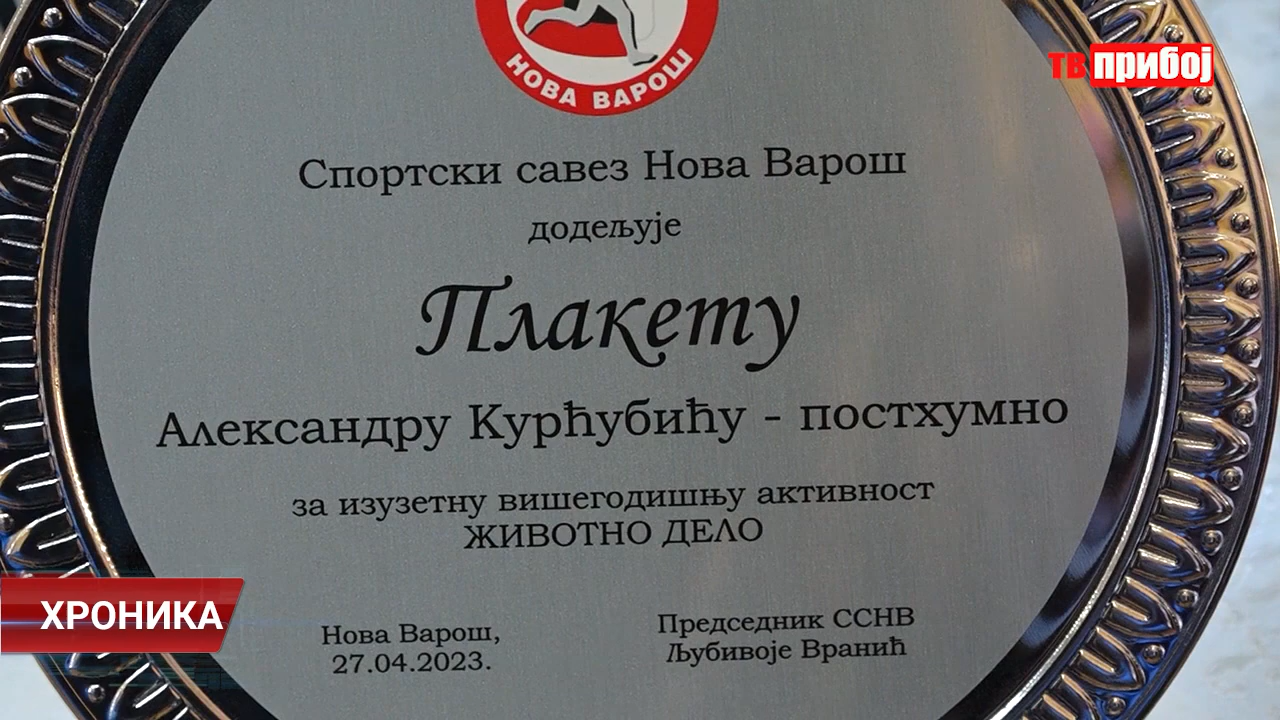 НОВА ВАРОШ
ТВ прибој
Спортски савез Нова Варош
додељује
Плакету
Александру Курћубићу - постхумно
за изузетну вишегодишњу активност
ЖИВОТНО ДЕЛО
Нова Варош,
27.04.2023.
Председник ССНВ
Љубивоје Вранић
ХРОНИКА